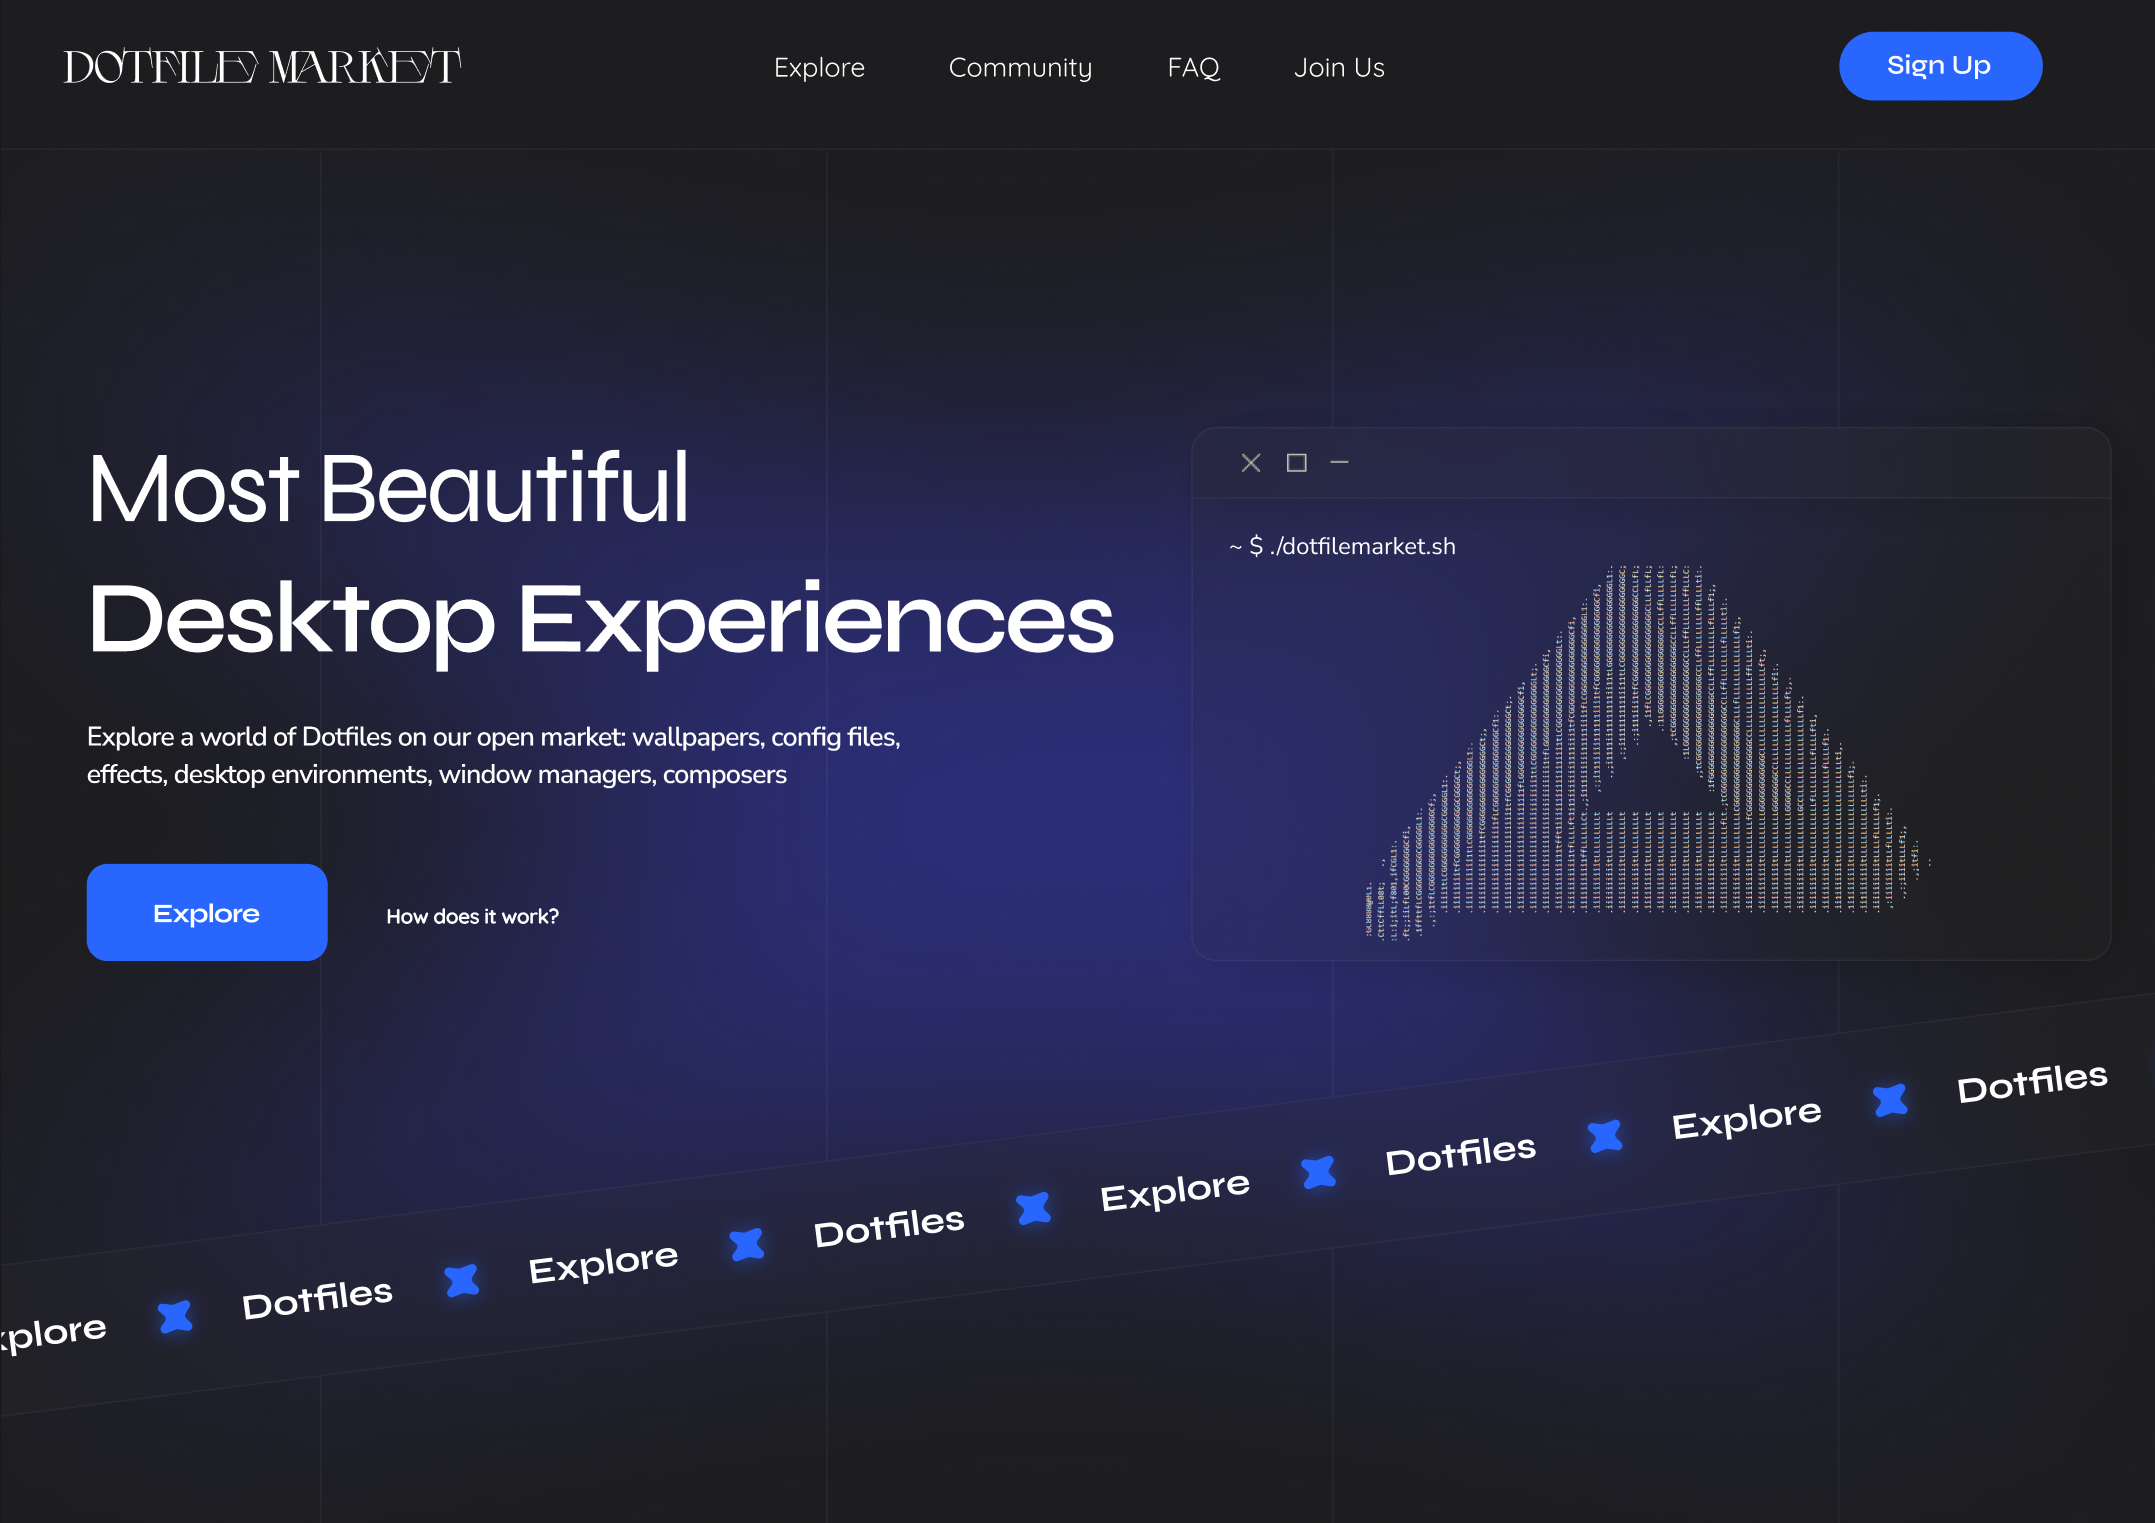 DOTFILE MARKET
Explore
Community
FAQ
Join Us
Sign Up
Most Beautiful
Desktop Experiences
Explore a world of Dotfiles on our open market: wallpapers, config files,
effects, desktop environments, window managers, composers
Explore
How does it work?
~ $ ./dotfilemarket.sh
xplore
Dotfiles
Explore
Dotfiles
Explore
Dotfiles
Explore
Dotfiles